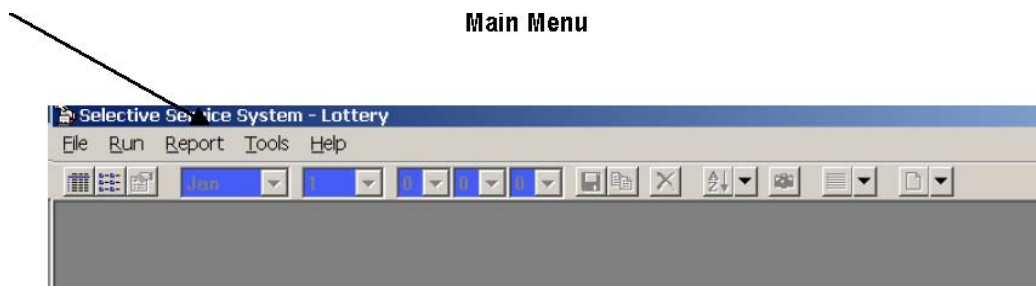 Main Menu
Selective Service System - Lottery
File Run Report Tools Help
Jan 1 0 0 0